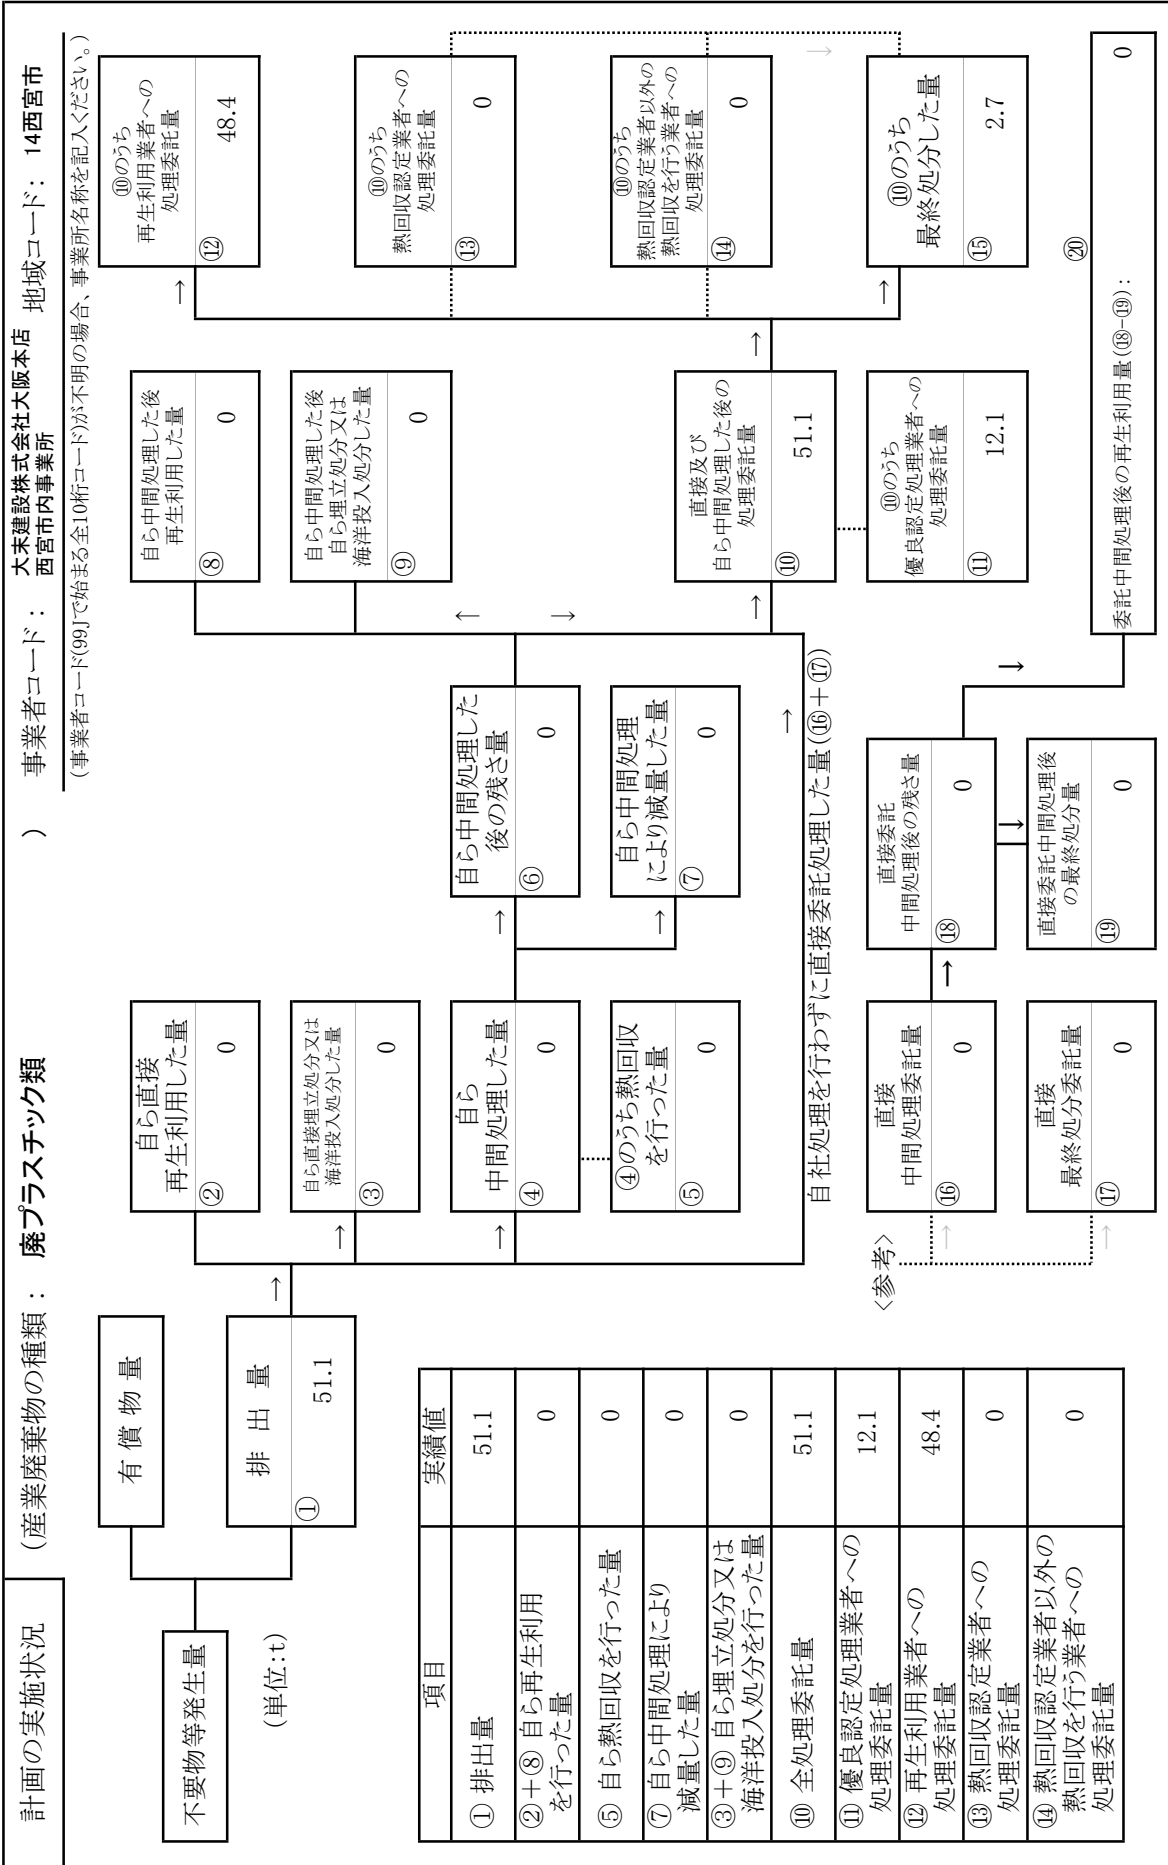 計画の実施状況
(産業廃棄物の種類：　廃プラスチック類　)
事業者コード：
大末建設株式会社大阪本店
西宮市内事業所
地域コード：　14西宮市
(事業者コード(99｣で始まる全10桁コード)が不明の場合、事業所名称を記入ください。)
不要物等発生量
(単位:t)
有 償 物 量
排 出 量
①
51.1
自ら直接
再生利用した量
②
0
自ら直接埋立処分又は
海洋投入処分した量
③
0
自ら
中間処理した量
④
0
④のうち熱回収
を行った量
⑤
0
自ら中間処理した
後の残さ量
⑥
0
自ら中間処理
により減量した量
⑦
0
自ら中間処理した後
再生利用した量
⑧
0
自ら中間処理した後
自ら埋立処分又は
海洋投入処分した量
⑨
0
直接及び
自ら中間処理した後の
処理委託量
⑩
51.1
⑩のうち
優良認定処理業者への
処理委託量
⑪
12.1
⑩のうち
再生利用業者への
処理委託量
⑫
48.4
⑩のうち
熱回収認定業者への
処理委託量
⑬
0
⑩のうち
熱回収認定業者以外の
熱回収を行う業者への
処理委託量
⑭
0
⑩のうち
最終処分した量
⑮
2.7
自社処理を行わずに直接委託処理した量(⑯＋⑰)
<参考>
直接
中間処理委託量
⑯
0
直接
最終処分委託量
⑰
0
直接委託
中間処理後の残さ量
⑱
0
直接委託中間処理後
の最終処分量
⑲
0
⑳
委託中間処理後の再生利用量(⑱−⑲)：
0
項目　実績値
① 排出量　51.1
②＋⑧ 自ら再生利用
を行った量　0
⑤ 自ら熱回収を行った量　0
⑦ 自ら中間処理により
減量した量　0
③＋⑨ 自ら埋立処分又は
海洋投入処分を行った量　0
⑩ 全処理委託量　51.1
⑪ 優良認定処理業者への
処理委託量　12.1
⑫ 再生利用業者への
処理委託量　48.4
⑬ 熱回収認定業者への
処理委託量　0
⑭ 熱回収認定業者以外の
熱回収を行う業者への
処理委託量　0